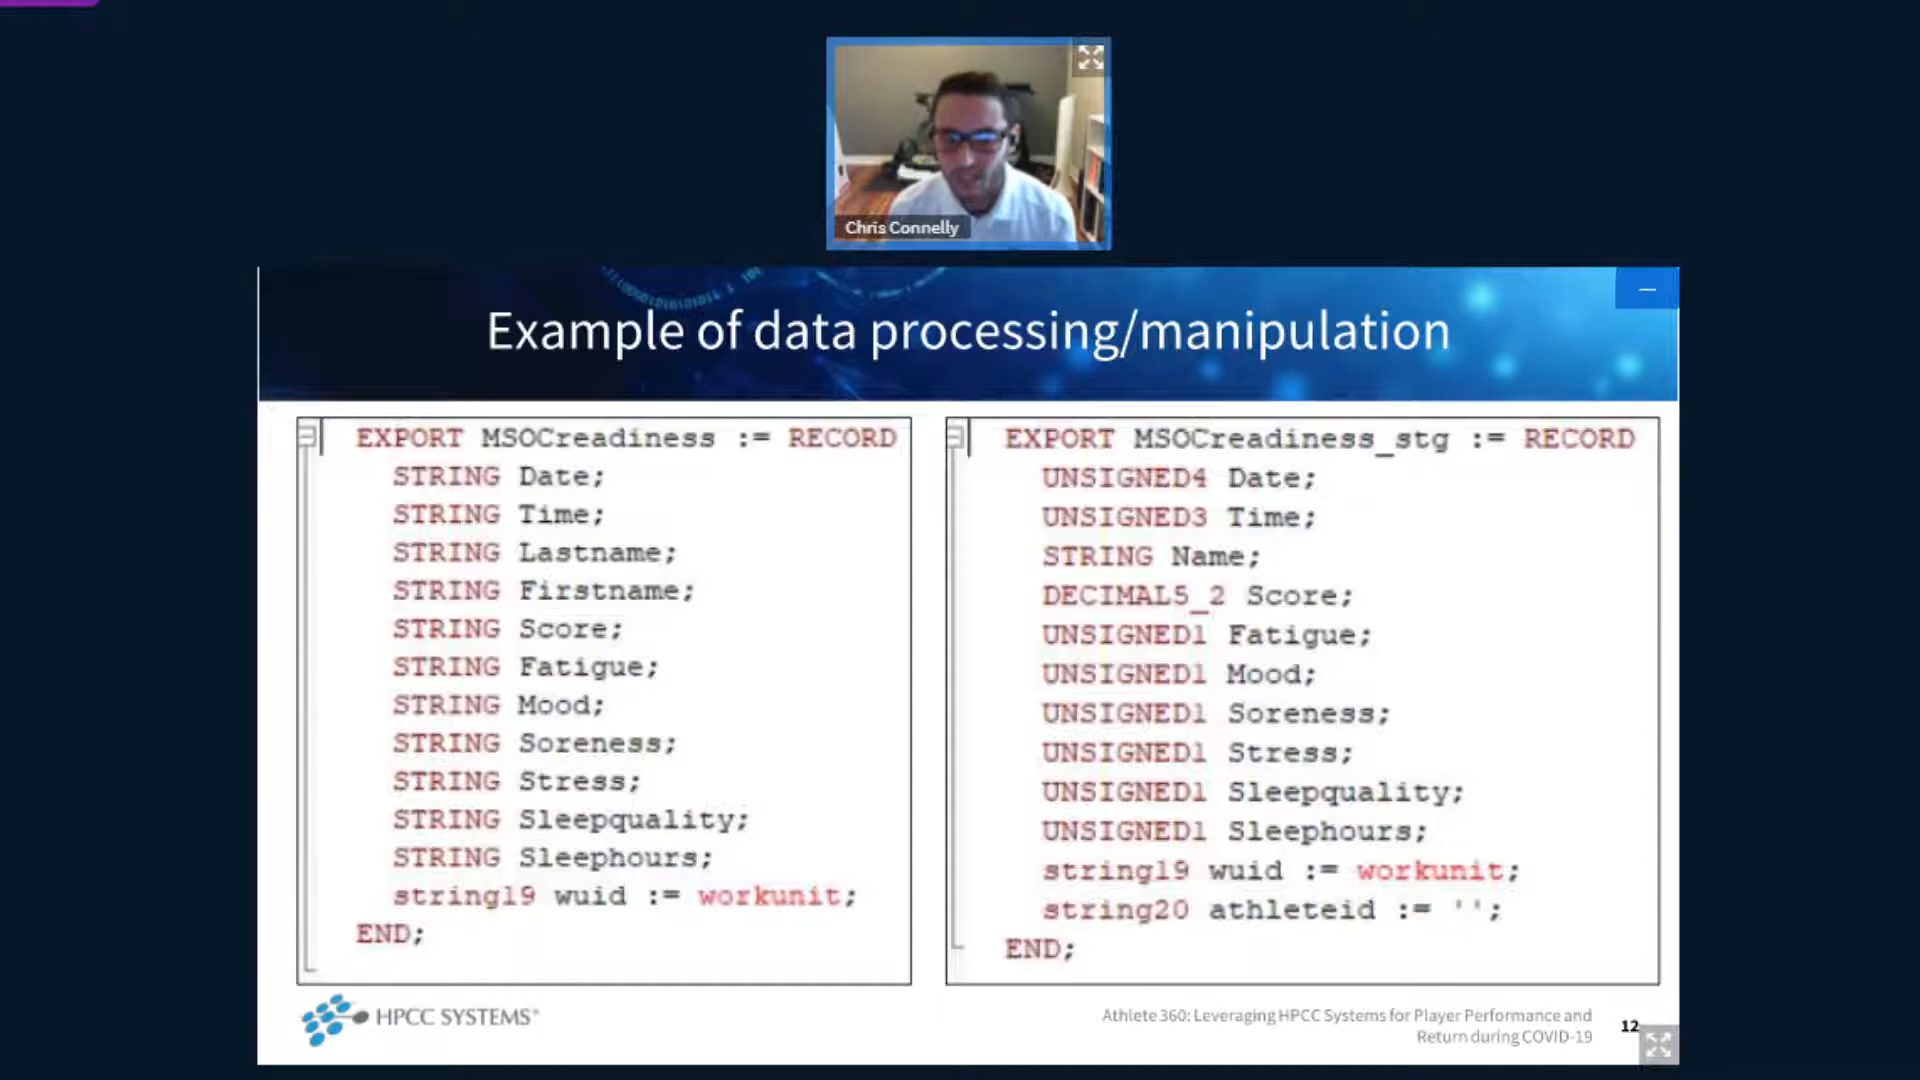 Chris Connelly
Example of data processing/manipulation
EXPORT MSOCreadiness := RECORD
STRING Date;
STRING Time;
STRING Lastname;
STRING Firstname;
STRING Score;
STRING Fatigue;
STRING Mood;
STRING Soreness;
STRING Stress;
STRING Sleepquality;
STRING Sleephours;
string19 wuid := workunit;
END;
EXPORT MSOCreadiness_stg := RECORD
UNSIGNED4 Date;
UNSIGNED3 Time;
STRING Name;
DECIMAL5_2 Score;
UNSIGNED1 Fatigue;
UNSIGNED1 Mood;
UNSIGNED1 Soreness;
UNSIGNED1 Stress;
UNSIGNED1 Sleepquality;
UNSIGNED1 Sleephours;
string19 wuid := workunit;
string20 athleteid := '';
END;
HPCC SYSTEMS®
Athlete 360: Leveraging HPCC Systems for Player Performance and
Return during COVID-19
12